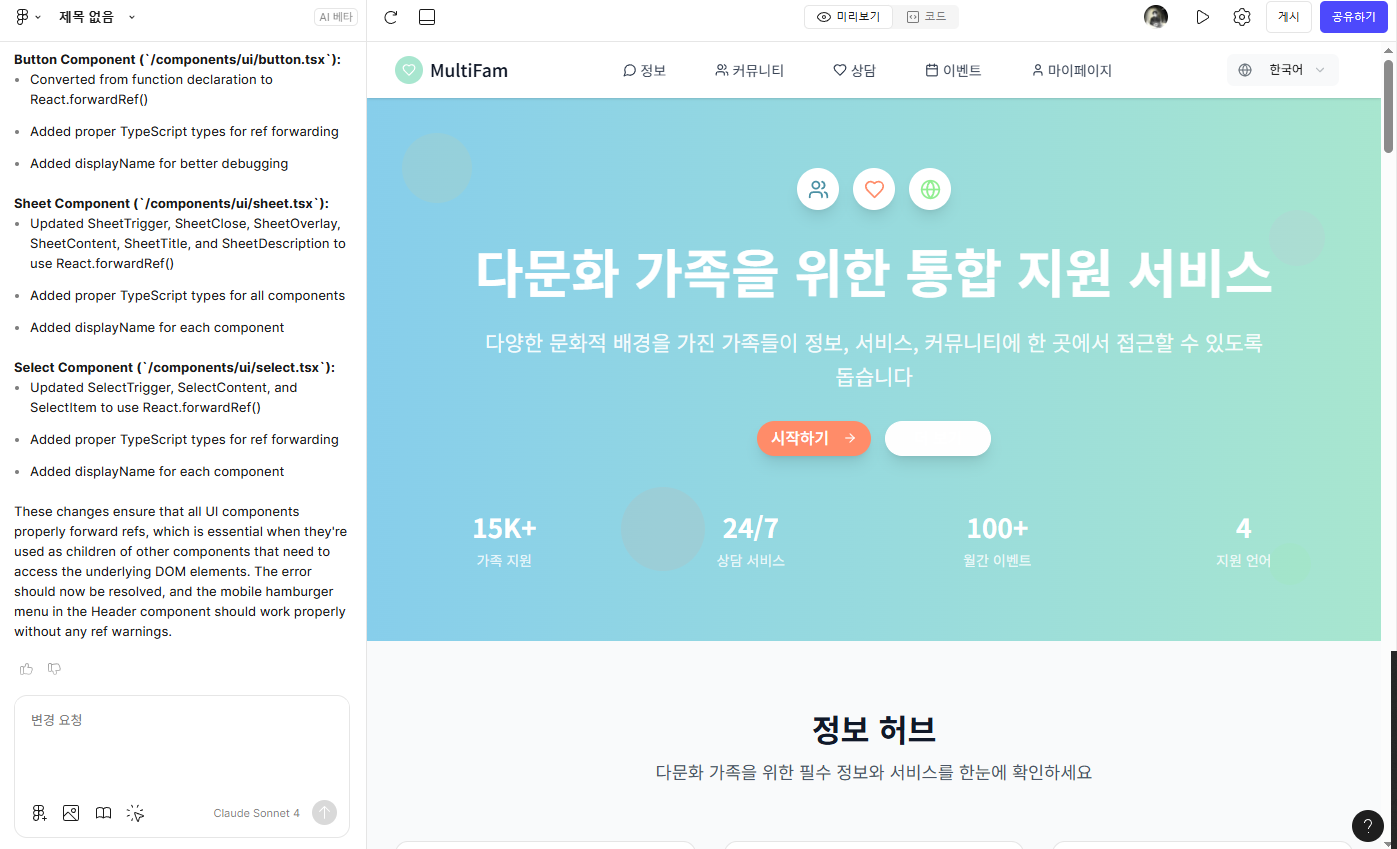 제목 없음
AI 베타
미리보기
코드
게시
공유하기
Button Component (`/components/ui/button.tsx`):
Converted from function declaration to
React.forwardRef()
Added proper TypeScript types for ref forwarding
Added displayName for better debugging
Sheet Component (`/components/ui/sheet.tsx`):
Updated SheetTrigger, SheetClose, SheetOverlay,
SheetContent, SheetTitle, and SheetDescription to
use React.forwardRef()
Added proper TypeScript types for all components
Added displayName for each component
Select Component (`/components/ui/select.tsx`):
Updated SelectTrigger, SelectContent, and
SelectItem to use React.forwardRef()
Added proper TypeScript types for ref forwarding
Added displayName for each component
These changes ensure that all UI components
properly forward refs, which is essential when they're
used as children of other components that need to
access the underlying DOM elements. The error
should now be resolved, and the mobile hamburger
menu in the Header component should work properly
without any ref warnings.
변경 요청
Claude Sonnet 4
MultiFam
정보
커뮤니티
상담
이벤트
마이페이지
한국어
다문화 가족을 위한 통합 지원 서비스
다양한 문화적 배경을 가진 가족들이 정보, 서비스, 커뮤니티에 한 곳에서 접근할 수 있도록
돕습니다
시작하기
15K+
가족 지원
24/7
상담 서비스
100+
월간 이벤트
4
지원 언어
정보 허브
다문화 가족을 위한 필수 정보와 서비스를 한눈에 확인하세요
?